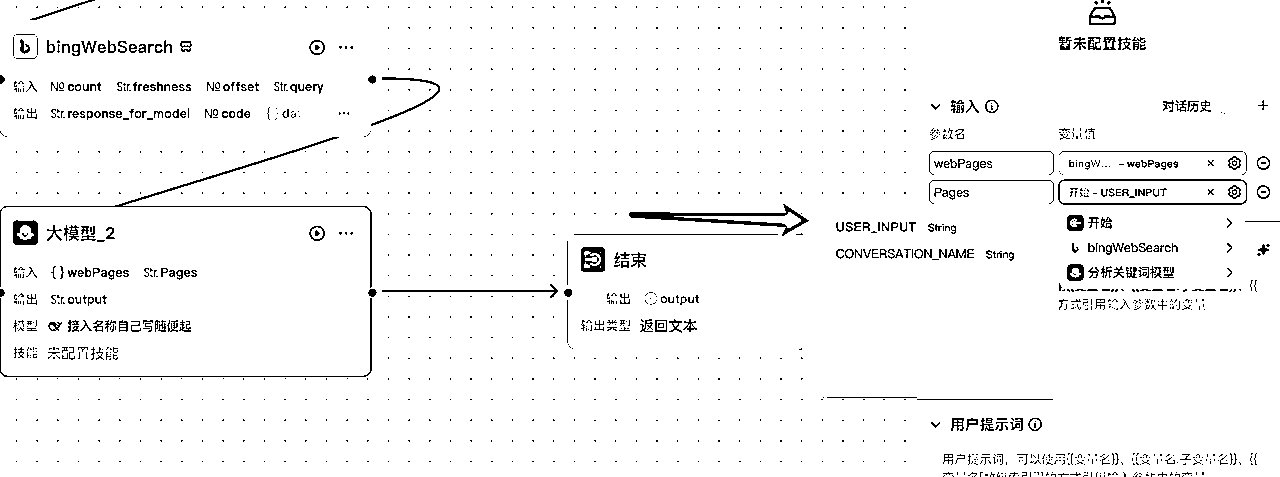 bingWebSearch
输入 № count Str.freshness № offset Str.query
输出 Str.response_for_model № code { } dat ...
大模型_2
输入 { } webPages Str.Pages
输出 Str.output
模型 接入名称自己写随便起
技能 未配置技能
结束
输出 output
输出类型 返回文本
暂未配置技能
输入 对话历史 +
参数名 变量值
webPages bingW... - webPages ×
Pages 开始 - USER_INPUT ×
USER_INPUT String
CONVERSATION_NAME String
开始
bingWebSearch
分析关键词模型
方式引用输入参数中的变量
用户提示词
用户提示词，可以使用{{变量名}}、{{变量名.子变量名}}、{{